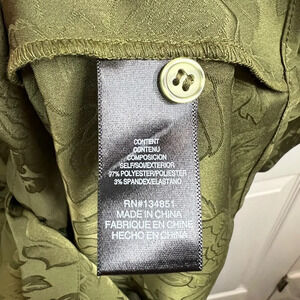 CONTENT
CONTENU
COMPOSICION
SELF/SOI/EXTERIOR
97% POLYESTER/POLIESTER
3% SPANDEX/ELASTANO
RN#134851
MADE IN CHINA
FABRIQUE EN CHINE
HECHO EN CHINA